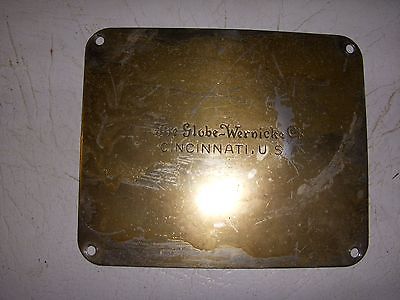 The Globe-Wernicke Co.
CINCINNATI, U.S.